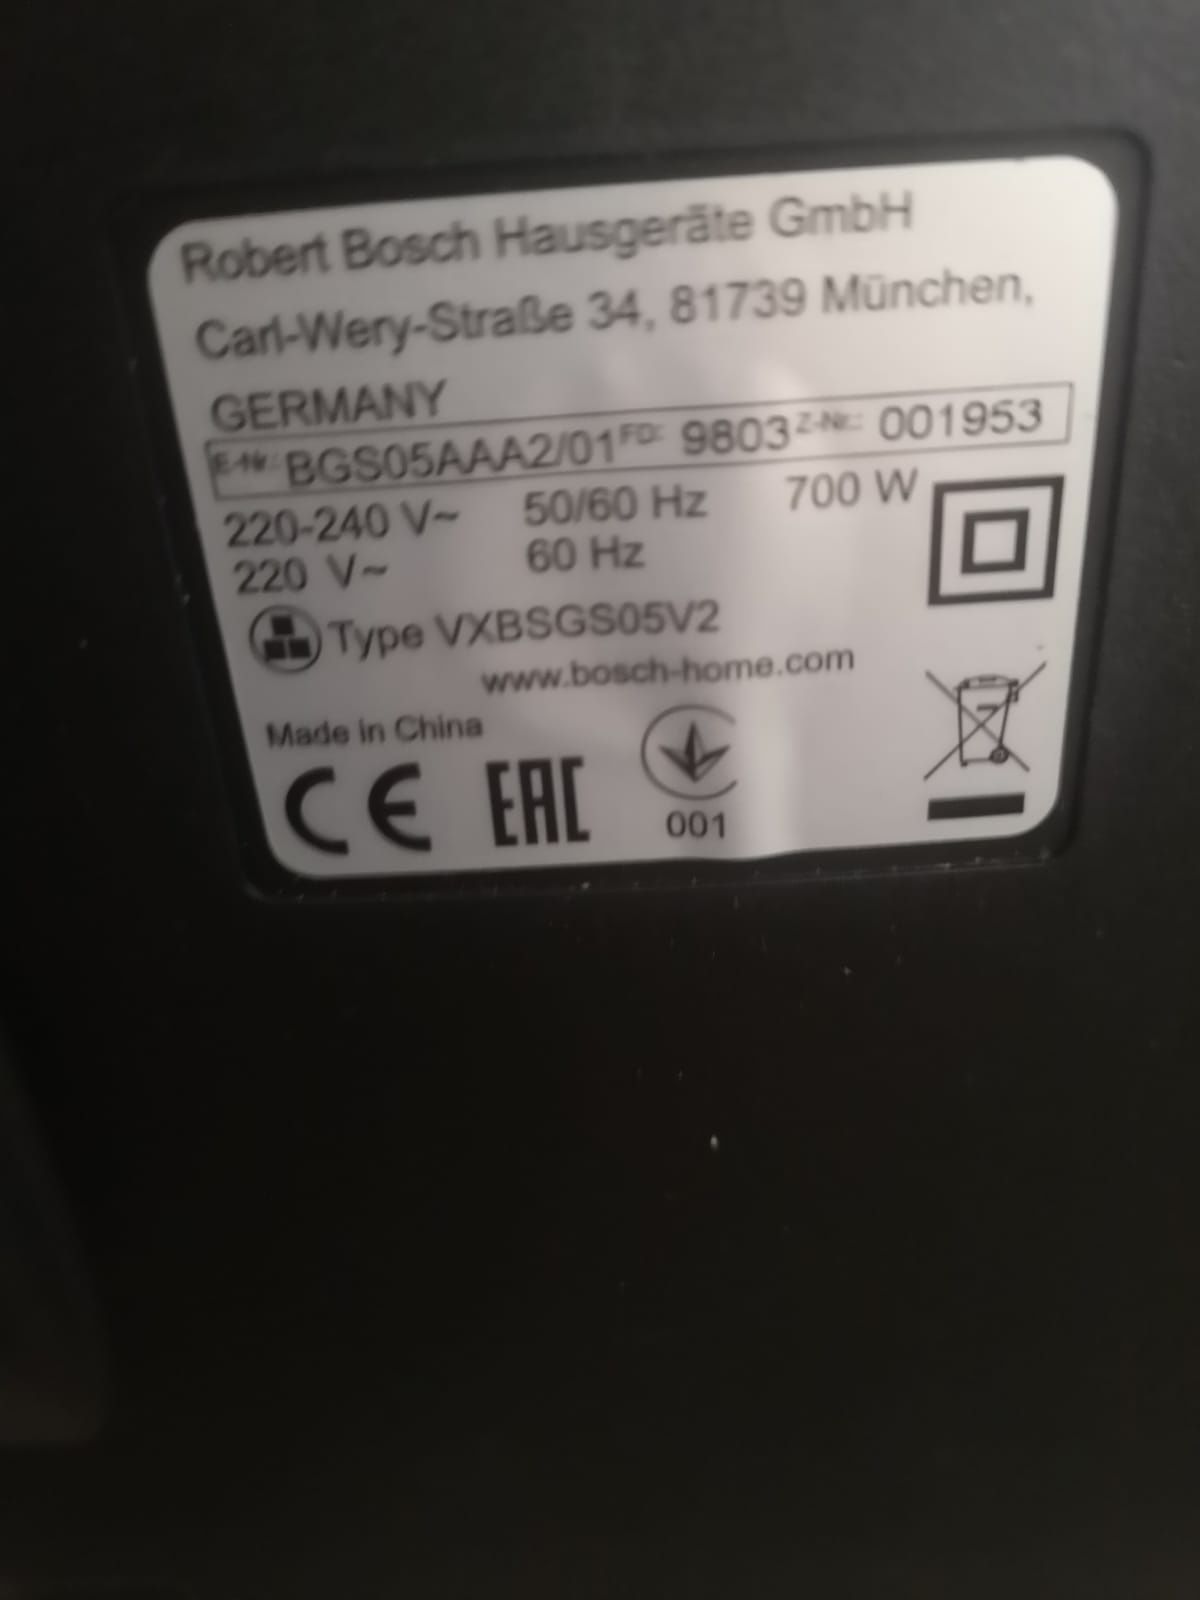 Robert Bosch Hausgeräte GmbH
Carl-Wery-Straße 34, 81739 München,
GERMANY
E-Nr.: BGS05AAA2/01 FD: 9803 Z-Nr.: 001953
220-240 V~ 50/60 Hz 700 W
220 V~ 60 Hz
Type VXBSGS05V2
www.bosch-home.com
Made in China
CE EAC
001